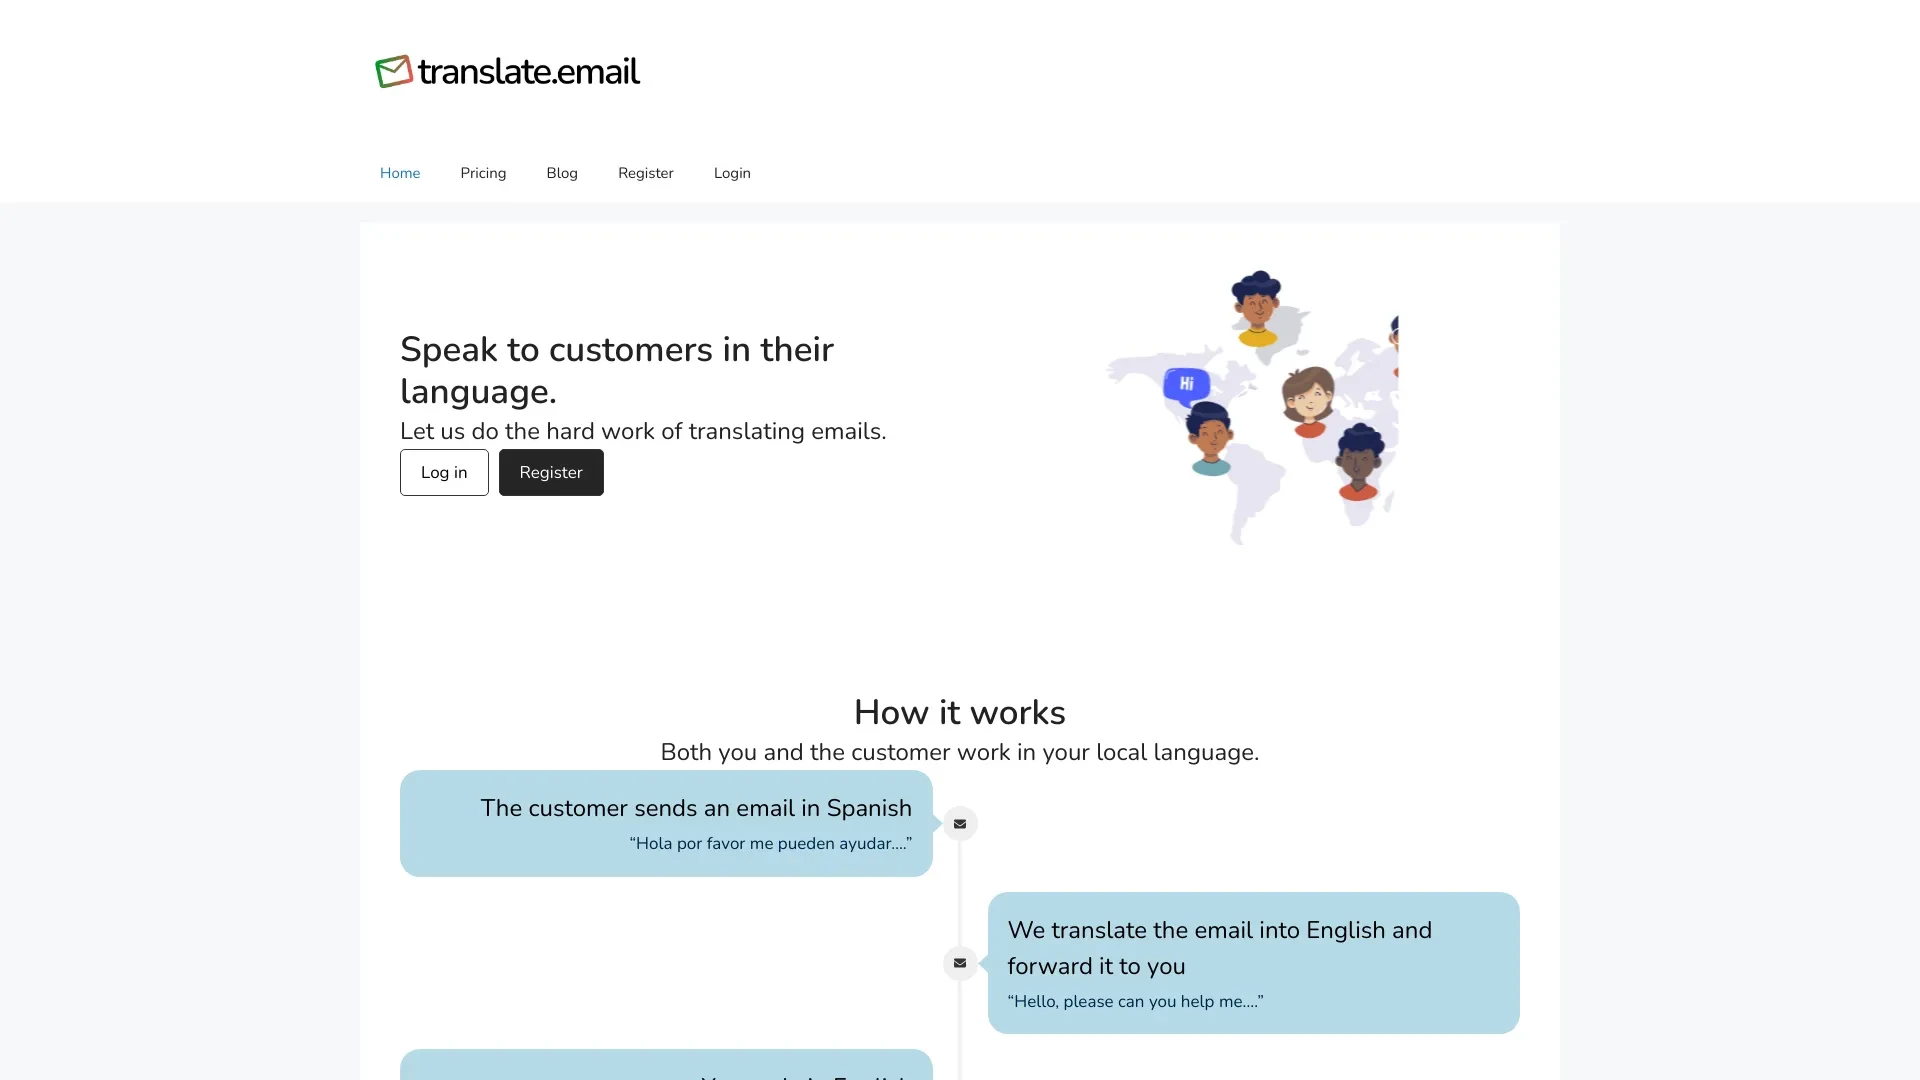 translate.email
Home Pricing Blog Register Login
Speak to customers in their
language.
Let us do the hard work of translating emails.
Log in Register
Hi
How it works
Both you and the customer work in your local language.
The customer sends an email in Spanish
“Hola por favor me pueden ayudar....”
We translate the email into English and
forward it to you
“Hello, please can you help me....”